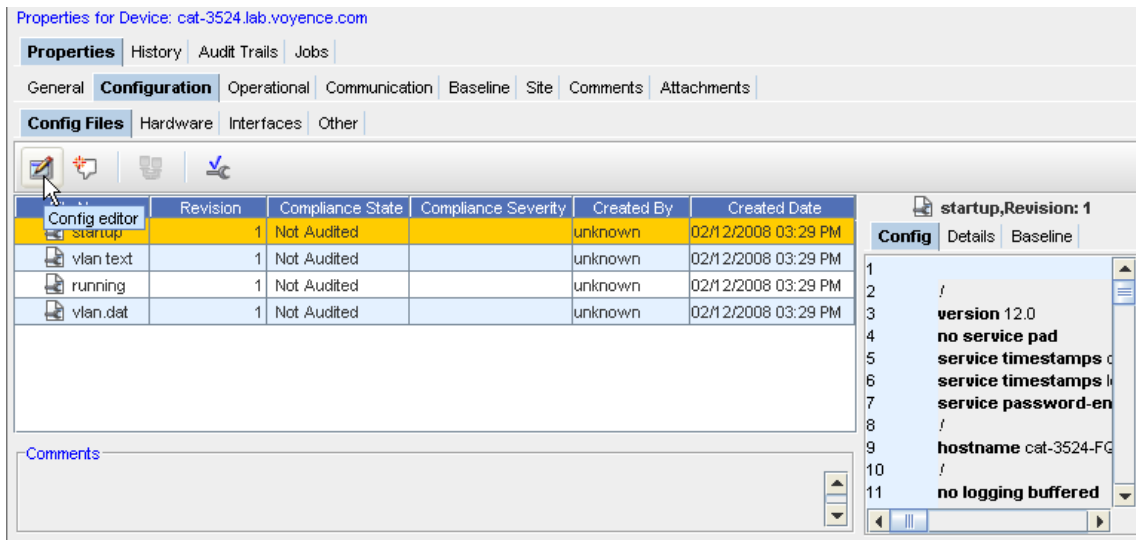 Properties for Device: cat-3524.lab.voyence.com
Properties History Audit Trails Jobs
General Configuration Operational Communication Baseline Site Comments Attachments
Config Files Hardware Interfaces Other
Revision Compliance State Compliance Severity Created By Created Date
Config editor
startup 1 Not Audited unknown 02/12/2008 03:29 PM
vlan text 1 Not Audited unknown 02/12/2008 03:29 PM
running 1 Not Audited unknown 02/12/2008 03:29 PM
vlan.dat 1 Not Audited unknown 02/12/2008 03:29 PM
Comments
startup,Revision: 1
Config Details Baseline
1
2 !
3 version 12.0
4 no service pad
5 service timestamps
6 service timestamps
7 service password-en
8 !
9 hostname cat-3524-FQ
10 !
11 no logging buffered